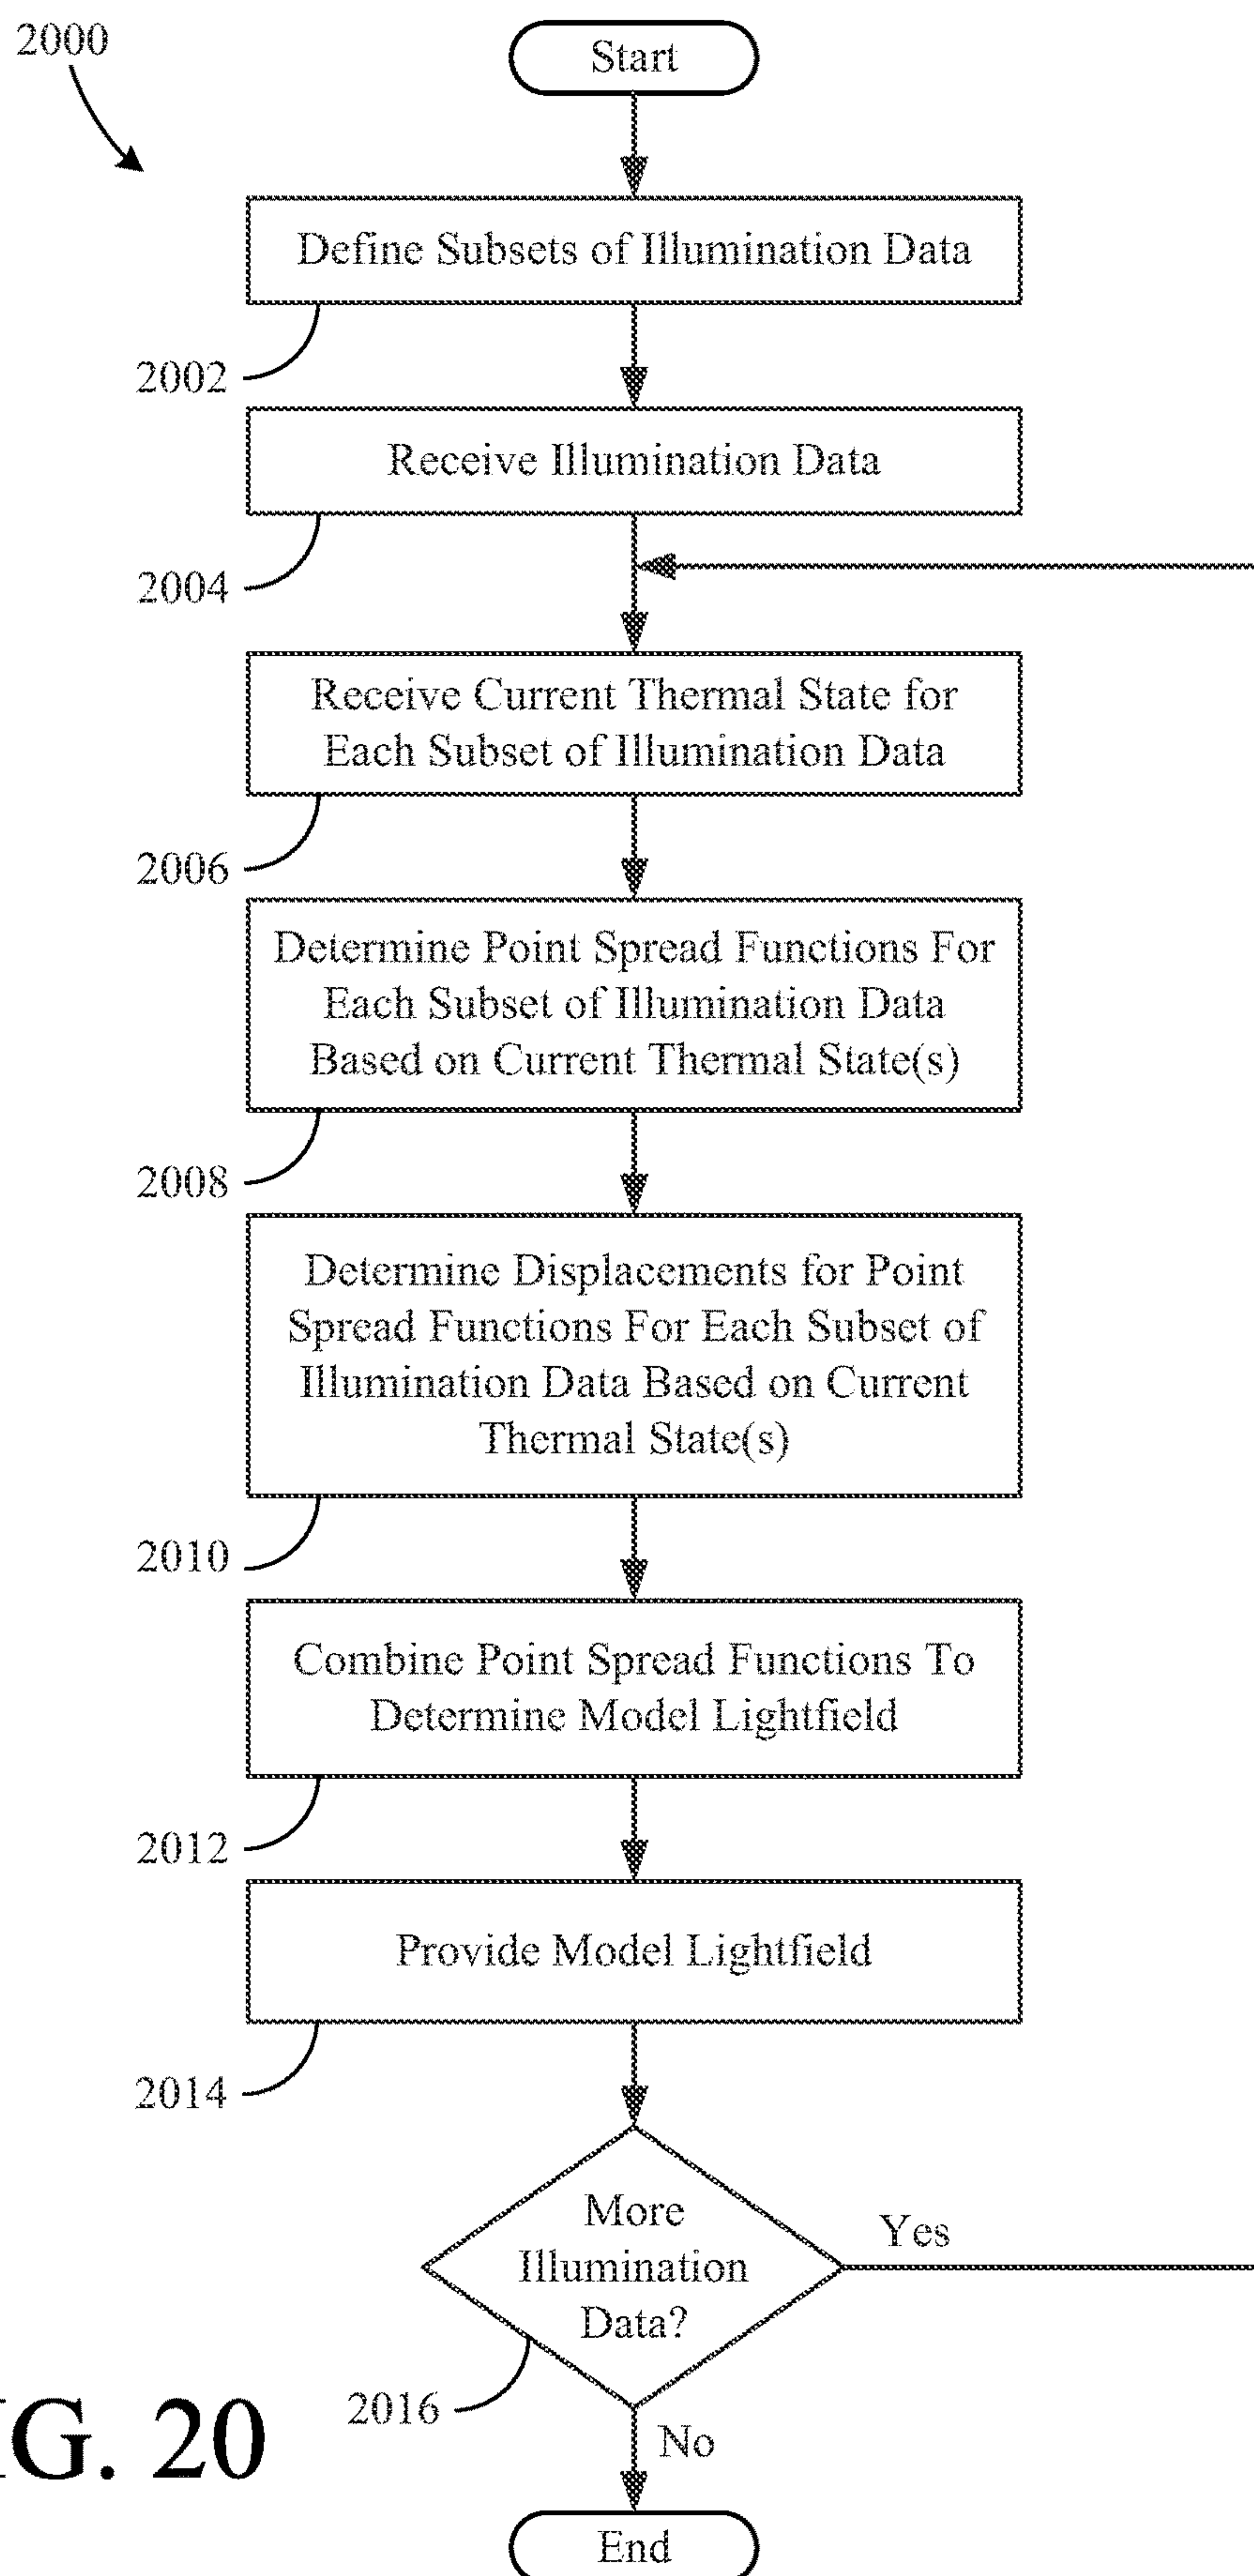 2000
Start
Define Subsets of Illumination Data
2002
Receive Illumination Data
2004
Receive Current Thermal State for
Each Subset of Illumination Data
2006
Determine Point Spread Functions For
Each Subset of Illumination Data
Based on Current Thermal State(s)
2008
Determine Displacements for Point
Spread Functions For Each Subset of
Illumination Data Based on Current
Thermal State(s)
2010
Combine Point Spread Functions To
Determine Model Lightfield
2012
Provide Model Lightfield
2014
More
Illumination
Data?
Yes
2016
No
G. 20
End